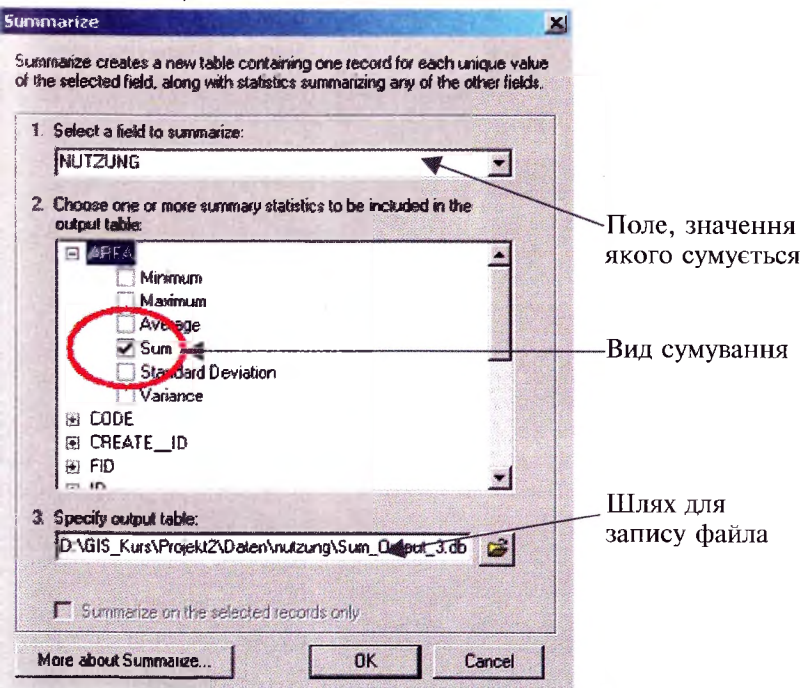 Summarize
Summarize creates a new table containing one record for each unique value
of the selected field, along with statistics summarizing any of the other fields.
1. Select a field to summarize:
NUTZUNG
2. Choose one or more summary statistics to be included in the
output table:
AREA
Minimum
Maximum
Average
Sum
Standard Deviation
Variance
CODE
CREATE_ID
FID
ID
3. Specify output table:
D:\GIS_Kurs\Projekt2\Daten\nutzung\Sum_Output_3.db
Summarize on the selected records only
More about Summarize...
OK
Cancel
Поле, значення
якого сумується
Вид сумування
Шлях для
запису файла